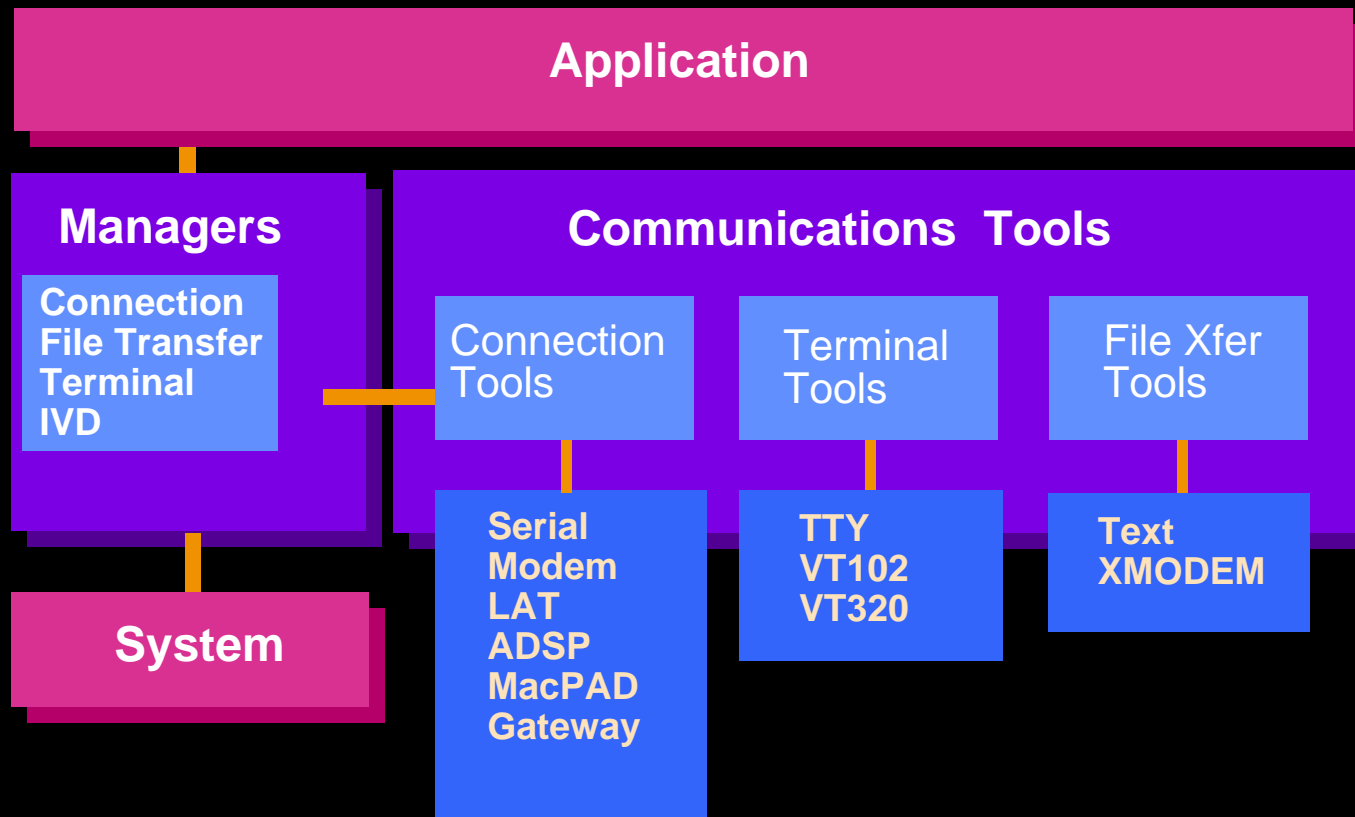 Application
Managers
Connection
File Transfer
Terminal
IVD
Communications Tools
Connection
Tools
Terminal
Tools
File Xfer
Tools
Serial
Modem
LAT
ADSP
MacPAD
Gateway
TTY
VT102
VT320
Text
XMODEM
System